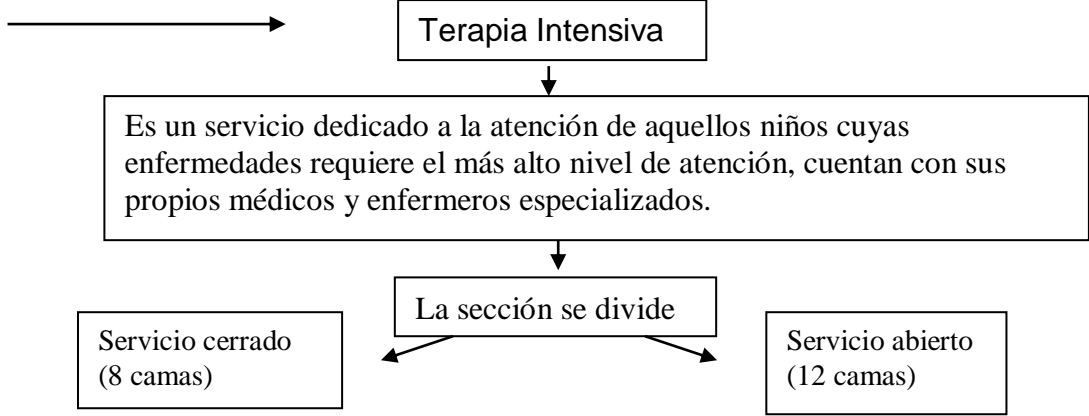 Terapia Intensiva
Es un servicio dedicado a la atención de aquellos niños cuyas
enfermedades requiere el más alto nivel de atención, cuentan con sus
propios médicos y enfermeros especializados.
La sección se divide
Servicio cerrado
(8 camas)
Servicio abierto
(12 camas)